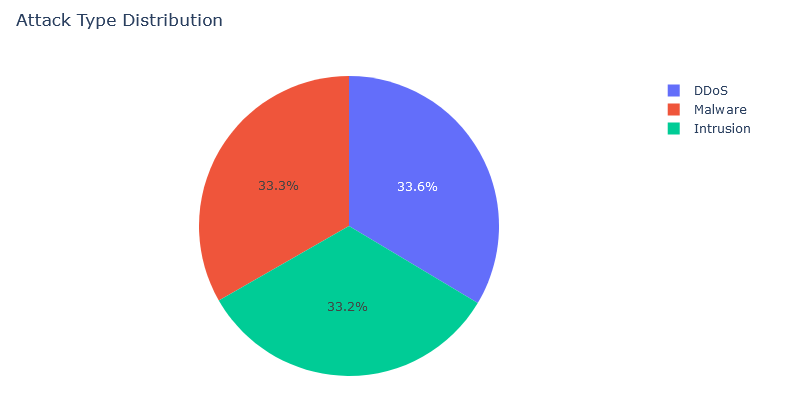 Attack Type Distribution
DDoS
Malware
Intrusion
33.3%
33.6%
33.2%